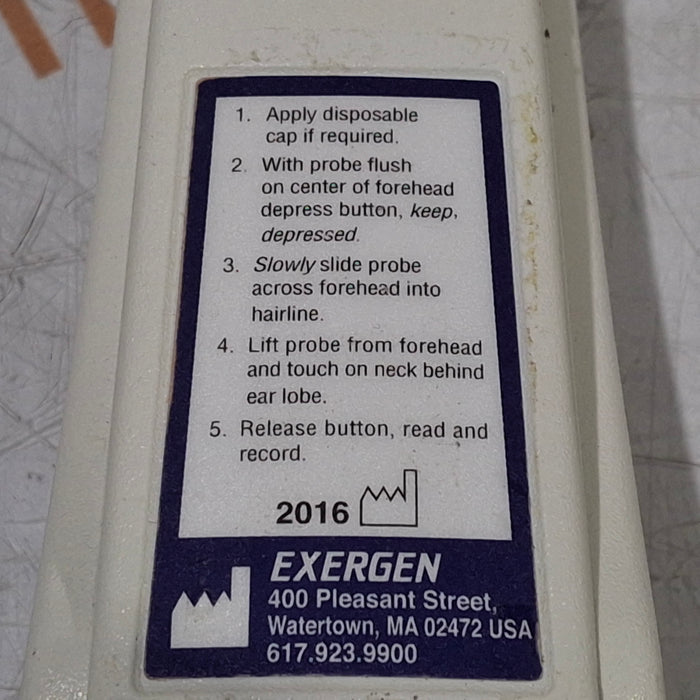 1. Apply disposable
cap if required.
2. With probe flush
on center of forehead
depress button, keep,
depressed.
3. Slowly slide probe
across forehead into
hairline.
4. Lift probe from forehead
and touch on neck behind
ear lobe.
5. Release button, read and
record.
2016
EXERGEN
400 Pleasant Street,
Watertown, MA 02472 USA
617.923.9900